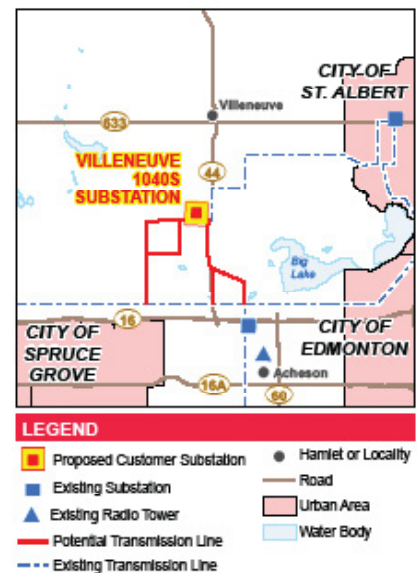 CITY OF
ST. ALBERT
Villeneuve
633
VILLENEUVE
1040S
SUBSTATION
44
Big
Lake
16
CITY OF
SPRUCE
GROVE
CITY OF
EDMONTON
Acheson
16A
60
LEGEND
Proposed Customer Substation
Existing Substation
Existing Radio Tower
Potential Transmission Line
Existing Transmission Line
Hamlet or Locality
Road
Urban Area
Water Body